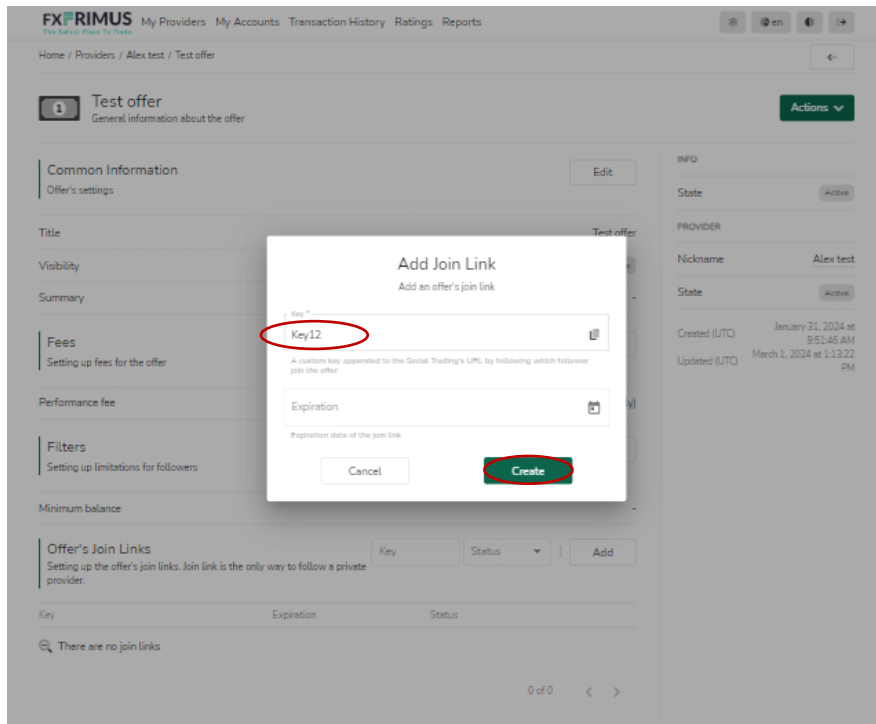 FXPRIMUS My Providers My Accounts Transaction History Ratings Reports en
The Safest Place To Trade
Home / Providers / Alex test / Test offer
1
Test offer
General information about the offer
Actions
Common Information
Offer's settings
Edit
Title Test offer
Visibility
Summary -
Fees
Setting up fees for the offer
Performance fee y)
Filters
Setting up limitations for followers
Minimum balance -
Offer's Join Links
Setting up the offer's join links. Join link is the only way to follow a private
provider.
Key Status Add
Key Expiration Status
There are no join links
0 of 0
Add Join Link
Add an offer's join link
Key *
Key12
A custom key appended to the Social Trading's URL by following which follower
join the offer
Expiration
Expiration date of the join link
Cancel Create
INFO
State Active
PROVIDER
Nickname Alex test
State Active
Created (UTC) January 31, 2024 at
9:51:46 AM
Updated (UTC) March 1, 2024 at 1:13:22
PM